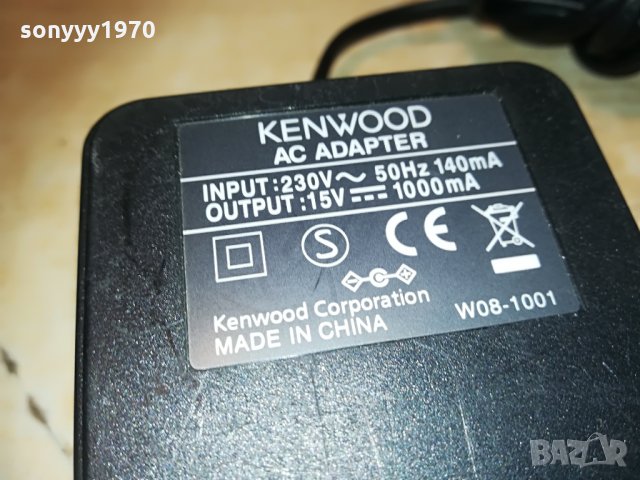 sonyyy1970
KENWOOD
AC ADAPTER
INPUT:230V~ 50Hz 140mA
OUTPUT:15V⎓1000mA
S
CE
Kenwood Corporation
MADE IN CHINA
W08-1001
BAZAR